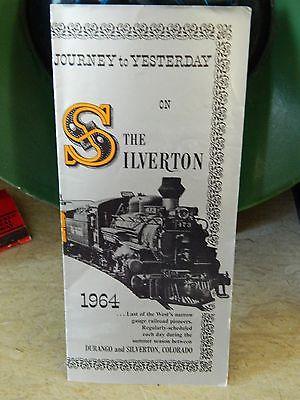 JOURNEY to YESTERDAY
ON
THE
SILVERTON
473
1964
...Last of the West's narrow
gauge railroad pioneers.
Regularly-scheduled
each day during the
summer season between
DURANGO and SILVERTON, COLORADO